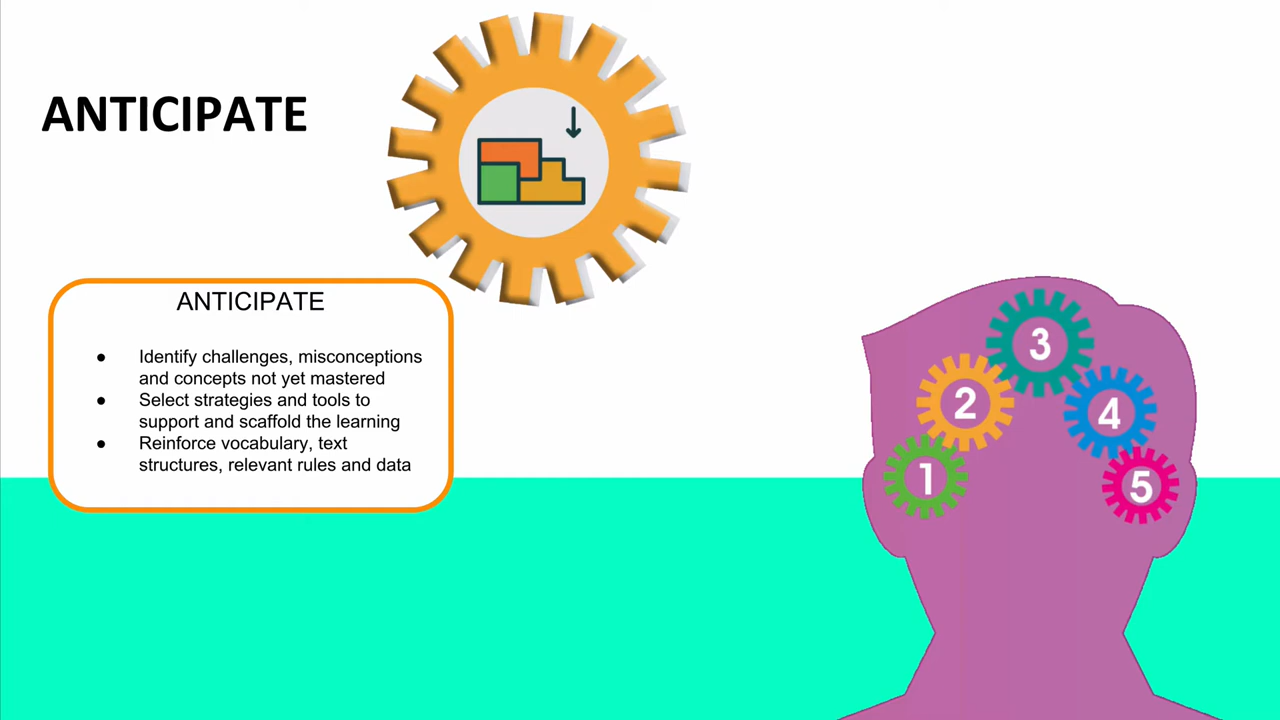 ANTICIPATE
ANTICIPATE
● Identify challenges, misconceptions
and concepts not yet mastered
● Select strategies and tools to
support and scaffold the learning
● Reinforce vocabulary, text
structures, relevant rules and data
3
2
4
1
5